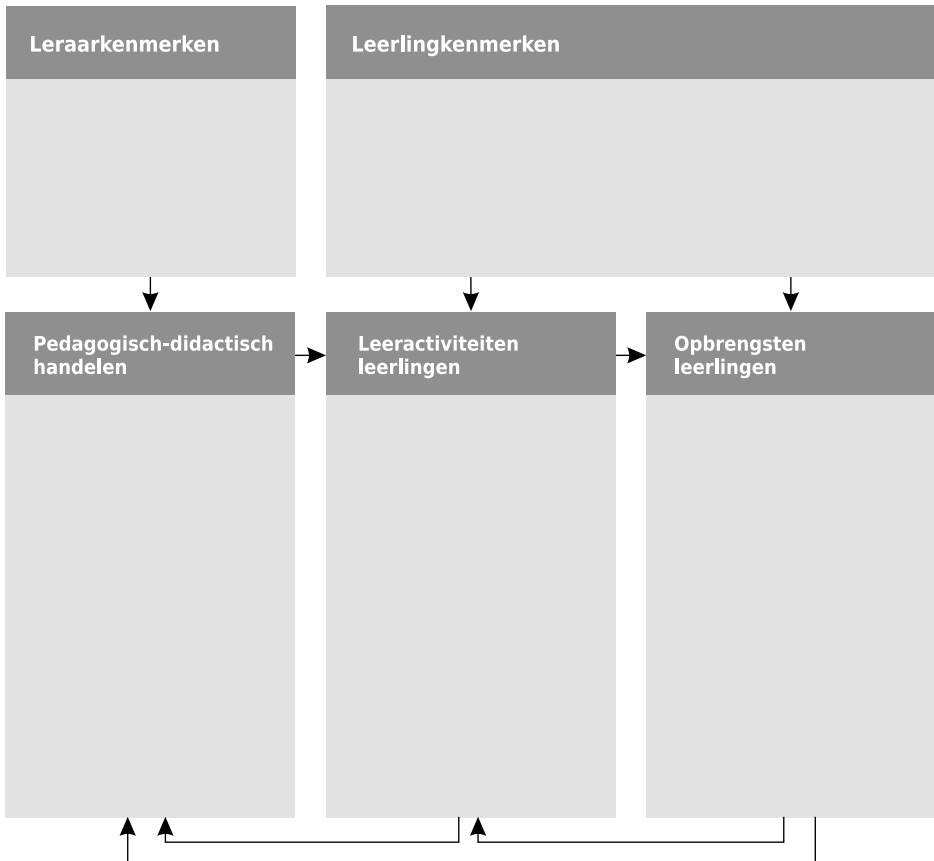 Leraarkenmerken
Leerlingkenmerken
Pedagogisch-didactisch
handelen
Leeractiviteiten
leerlingen
Opbrengsten
leerlingen